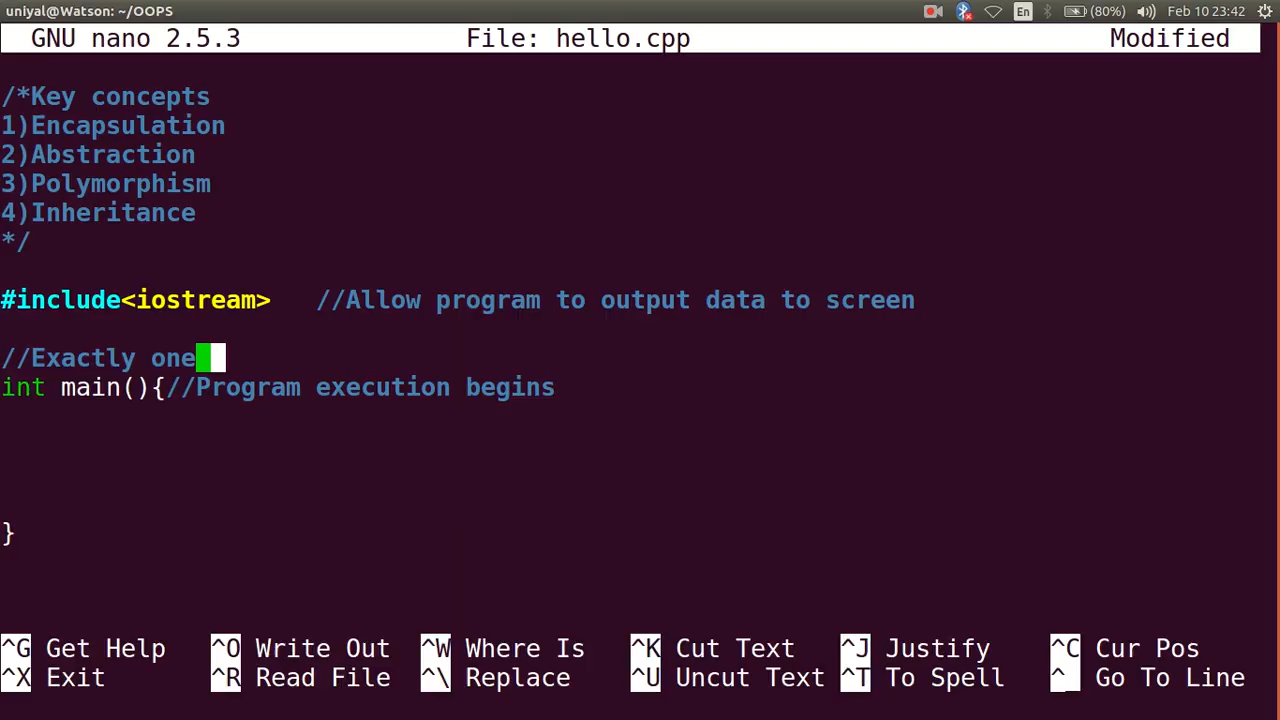 uniyal@Watson: ~/OOPS En (80%) Feb 10 23:42
GNU nano 2.5.3 File: hello.cpp Modified
/*Key concepts
1)Encapsulation
2)Abstraction
3)Polymorphism
4)Inheritance
*/
#include<iostream> //Allow program to output data to screen
//Exactly one
int main(){//Program execution begins
}
^G Get Help ^O Write Out ^W Where Is ^K Cut Text ^J Justify ^C Cur Pos
^X Exit ^R Read File ^\ Replace ^U Uncut Text ^T To Spell ^_ Go To Line